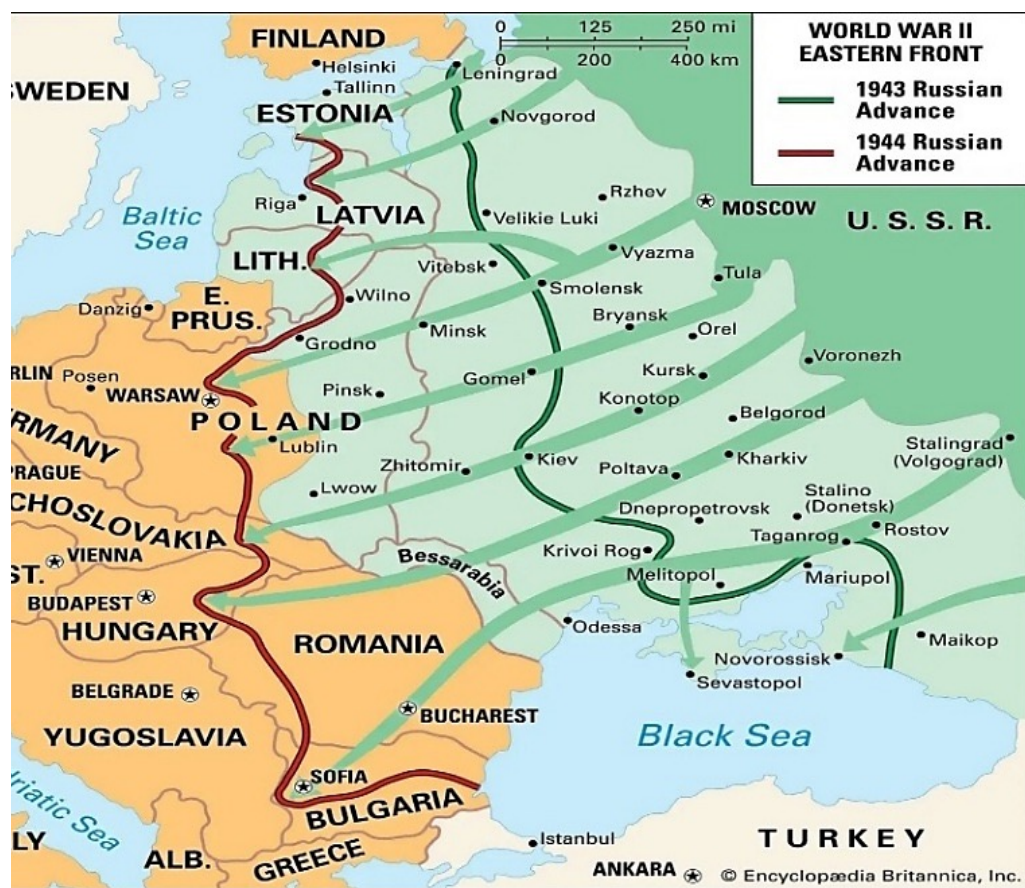 FINLAND
0 125 250 mi
0 200 400 km
WORLD WAR II
EASTERN FRONT
1943 Russian
Advance
1944 Russian
Advance
SWEDEN
Helsinki
Tallinn
Leningrad
ESTONIA
Novgorod
Baltic
Sea
Riga
LATVIA
Velikie Luki
Rzhev
MOSCOW
U. S. S. R.
LITH.
Vitebsk
Vyazma
Tula
Danzig
E.
PRUS.
Wilno
Smolensk
Minsk
Bryansk
Orel
Grodno
RLIN
Posen
WARSAW
Pinsk
Gomel
Kursk
Voronezh
Konotop
POLAND
Belgorod
RMANY
Lublin
Stalingrad
(Volgograd)
PRAGUE
Zhitomir
Kiev
Poltava
Kharkiv
Lwow
CHOSLOVAKIA
Dnepropetrovsk
Stalino
(Donetsk)
Taganrog
Rostov
VIENNA
ST.
Bessarabia
Krivoi Rog
Melitopol
Mariupol
BUDAPEST
HUNGARY
ROMANIA
Odessa
Maikop
Novorossisk
Sevastopol
BELGRADE
BUCHAREST
YUGOSLAVIA
Black Sea
SOFIA
BULGARIA
driatic Sea
LY
ALB.
GREECE
Istanbul
TURKEY
ANKARA
© Encyclopædia Britannica, Inc.